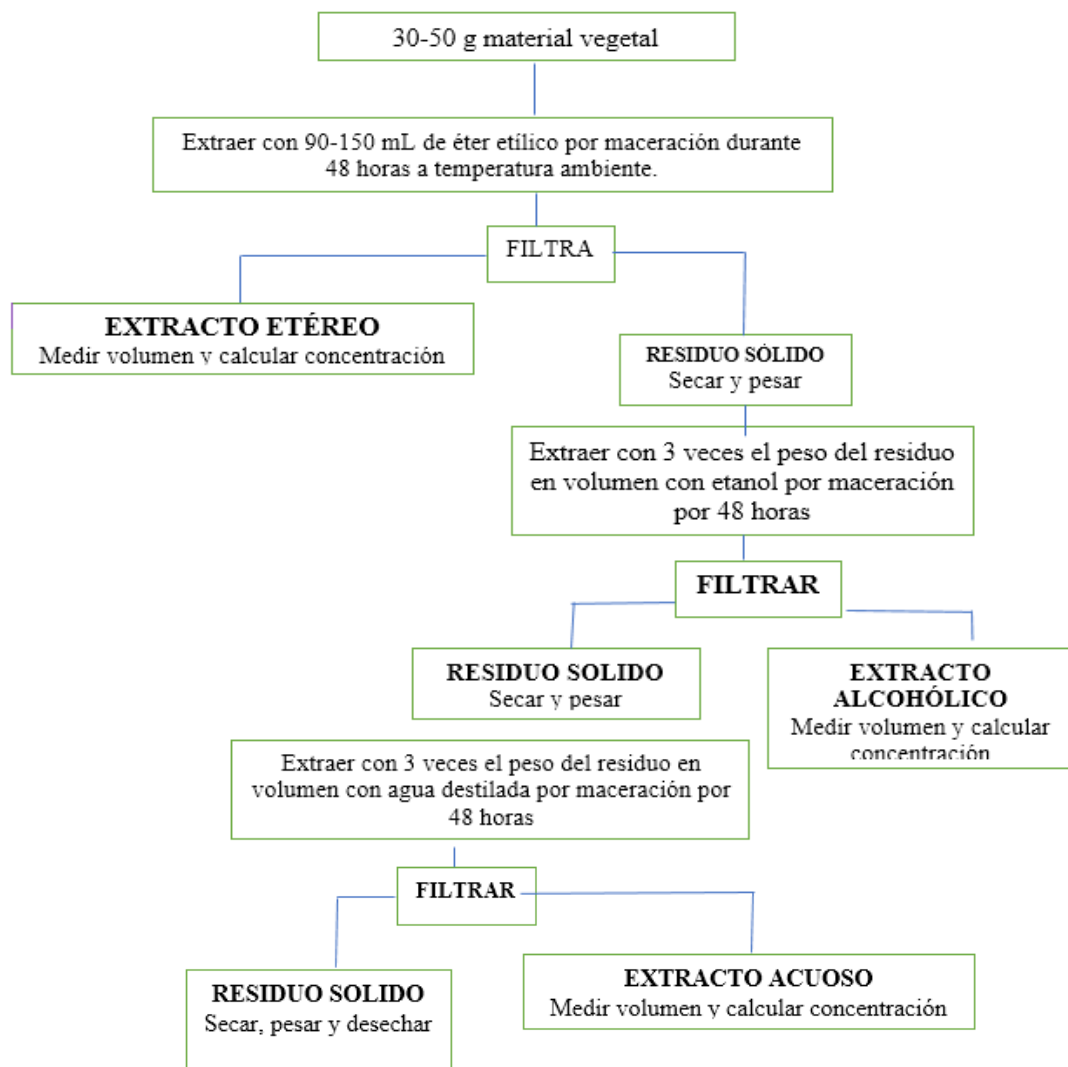 30-50 g material vegetal
Extraer con 90-150 mL de éter etílico por maceración durante
48 horas a temperatura ambiente.
FILTRA
EXTRACTO ETÉREO
Medir volumen y calcular concentración
RESIDUO SÓLIDO
Secar y pesar
Extraer con 3 veces el peso del residuo
en volumen con etanol por maceración
por 48 horas
FILTRAR
RESIDUO SOLIDO
Secar y pesar
EXTRACTO
ALCOHÓLICO
Medir volumen y calcular
concentración
Extraer con 3 veces el peso del residuo en
volumen con agua destilada por maceración por
48 horas
FILTRAR
RESIDUO SOLIDO
Secar, pesar y desechar
EXTRACTO ACUOSO
Medir volumen y calcular concentración